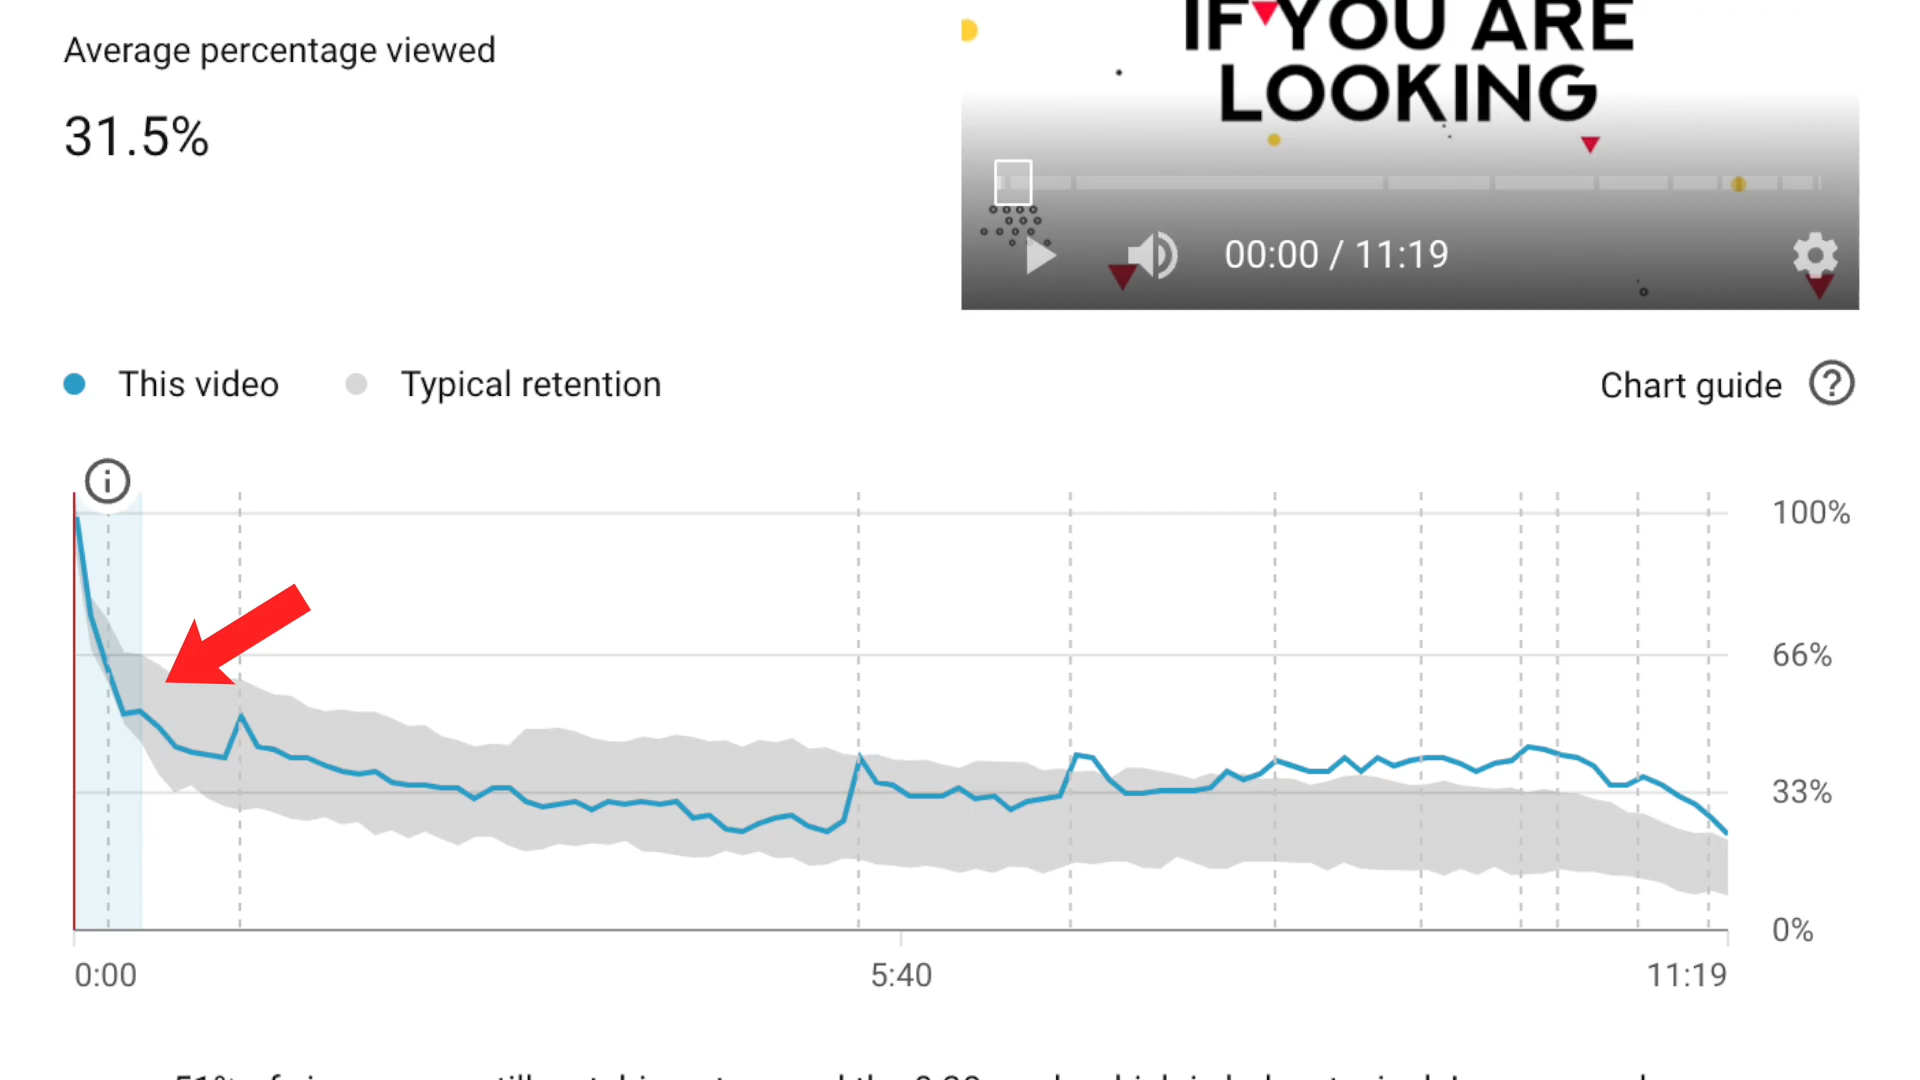 Average percentage viewed
31.5%
IF YOU ARE
LOOKING
00:00 / 11:19
This video
Typical retention
Chart guide
100%
66%
33%
0%
0:00
5:40
11:19